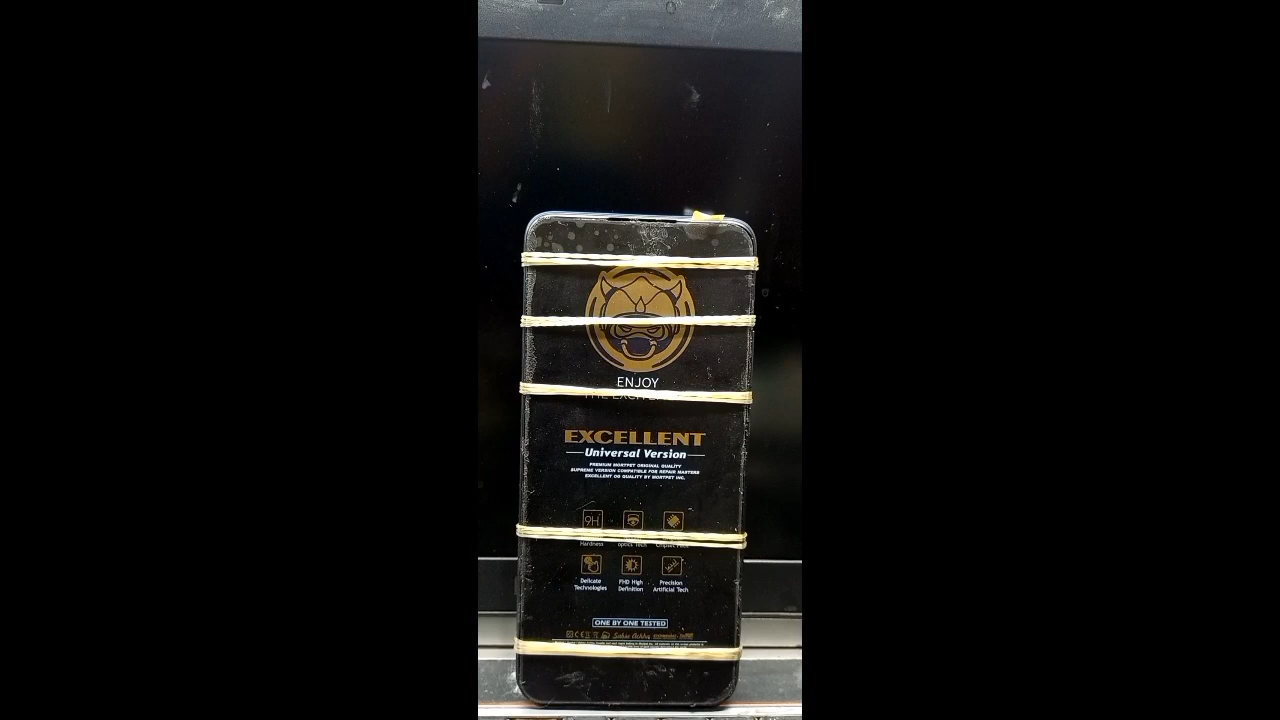 ENJOY
EXCELLENT
Universal Version
PREMIUM MORTPET ORIGINAL QUALITY
SUPREME VERSION COMPATIBLE FOR REPAIR MASTERS
EXCELLENT OG QUALITY BY MORTPET INC.
9H
Hardness
Delicate
Technologies
FHD High
Definition
Precision
Artificial Tech
ONE BY ONE TESTED